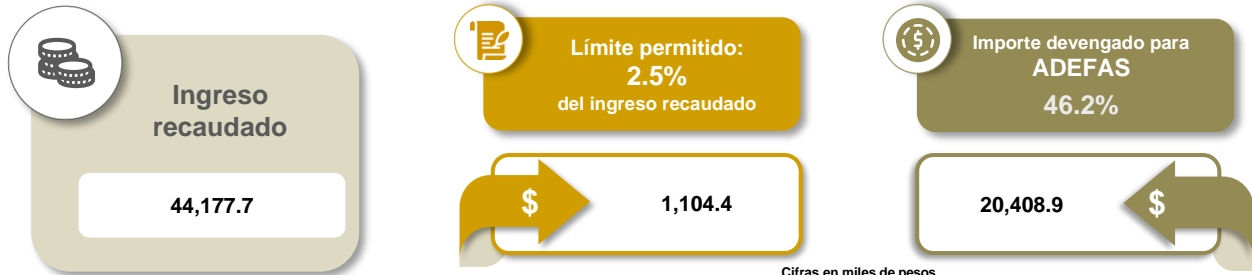 Ingreso
recaudado
44,177.7
Límite permitido:
2.5%
del ingreso recaudado
$
1,104.4
Importe devengado para
ADEFAS
46.2%
20,408.9
$
Cifras en miles de pesos